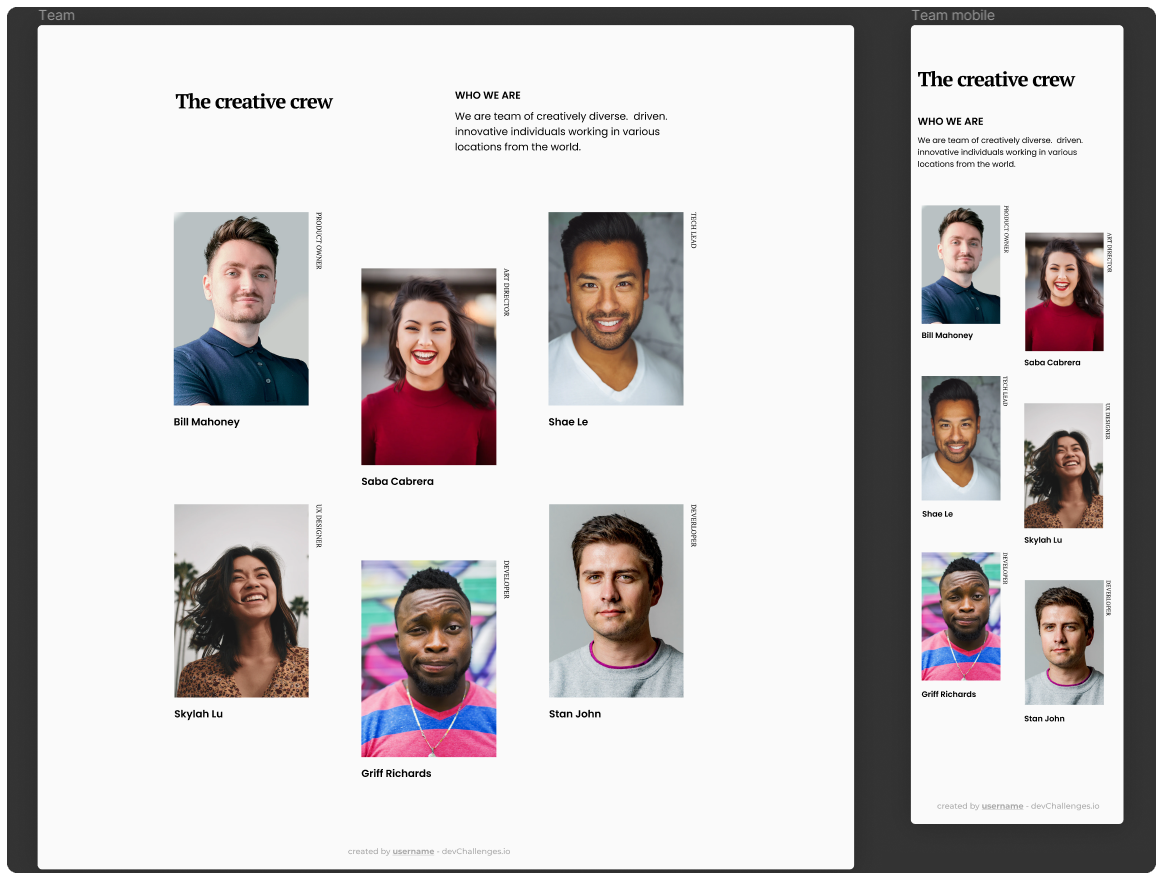 Team
The creative crew
WHO WE ARE
We are team of creatively diverse. driven.
innovative individuals working in various
locations from the world.
PRODUCT OWNER
Bill Mahoney
ART DIRECTOR
Saba Cabrera
TECH LEAD
Shae Le
UX DESIGNER
Skylah Lu
DEVELOPER
Griff Richards
DEVERLOPER
Stan John
created by username - devChallenges.io
Team mobile
The creative crew
WHO WE ARE
We are team of creatively diverse. driven.
innovative individuals working in various
locations from the world.
PRODUCT OWNER
Bill Mahoney
ART DIRECTOR
Saba Cabrera
TECH LEAD
Shae Le
UX DESIGNER
Skylah Lu
DEVELOPER
Griff Richards
DEVERLOPER
Stan John
created by username - devChallenges.io